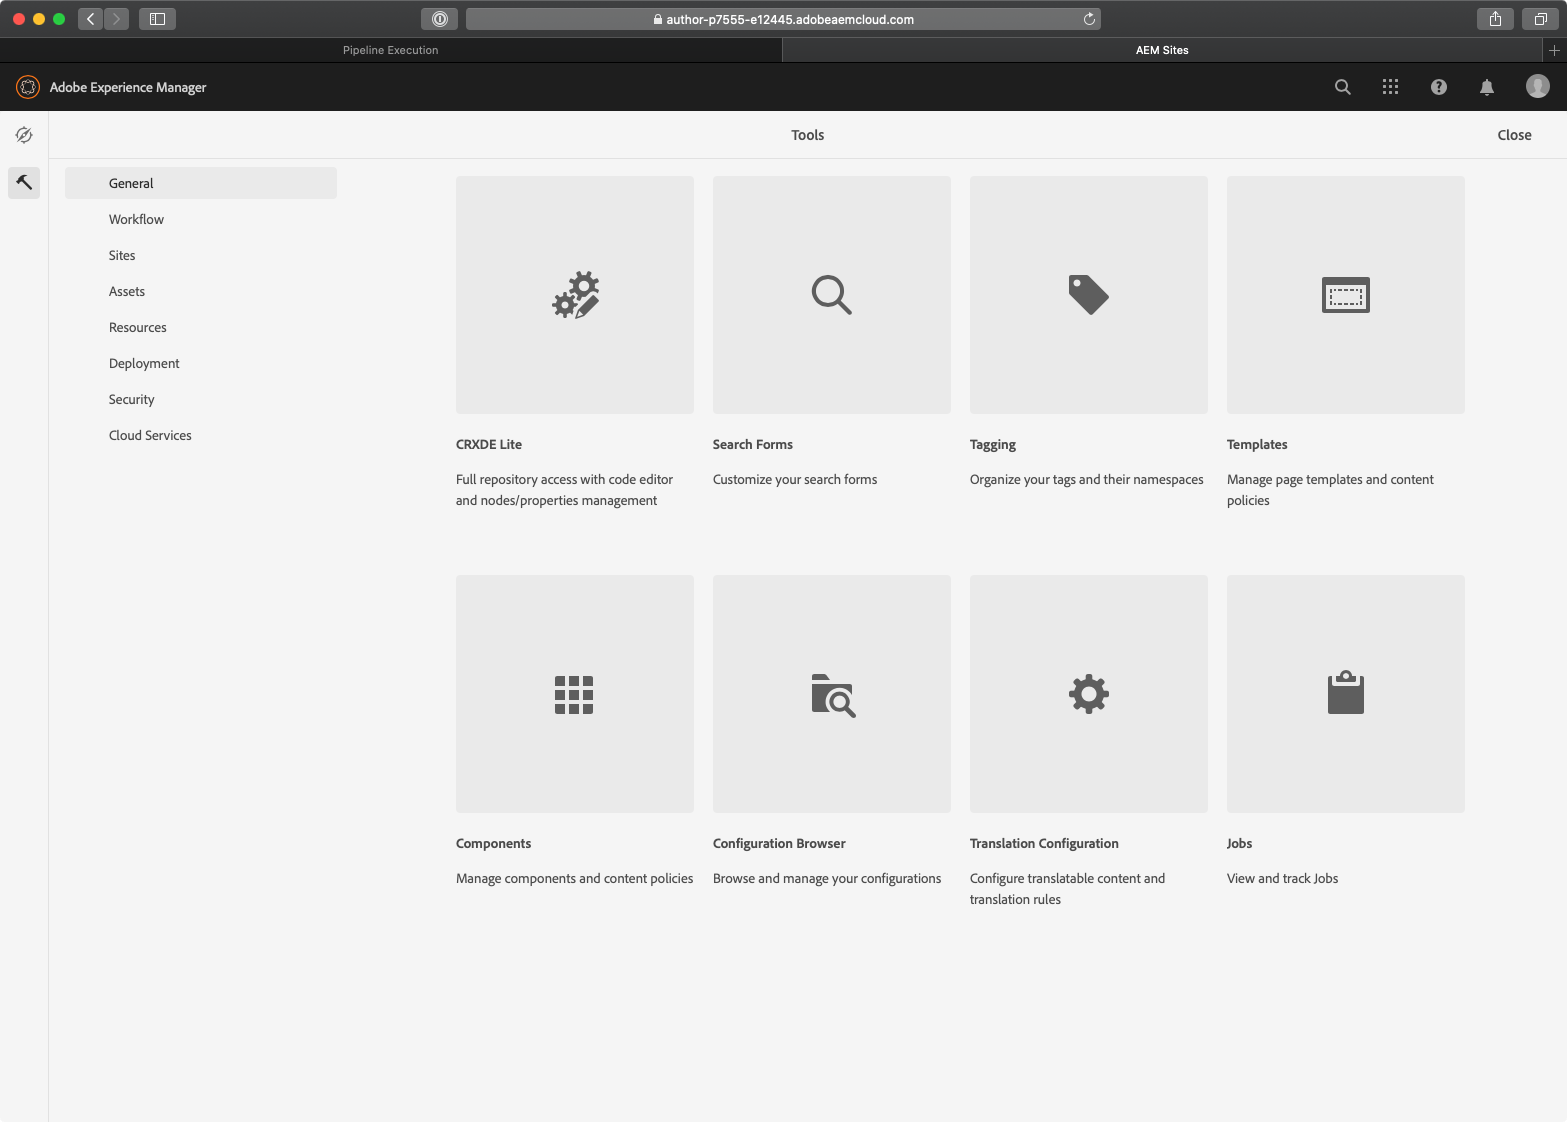 author-p7555-e12445.adobeaemcloud.com
Pipeline Execution
AEM Sites
Adobe Experience Manager
Tools
Close
General
Workflow
Sites
Assets
Resources
Deployment
Security
Cloud Services
CRXDE Lite
Full repository access with code editor
and nodes/properties management
Search Forms
Customize your search forms
Tagging
Organize your tags and their namespaces
Templates
Manage page templates and content
policies
Components
Manage components and content policies
Configuration Browser
Browse and manage your configurations
Translation Configuration
Configure translatable content and
translation rules
Jobs
View and track Jobs